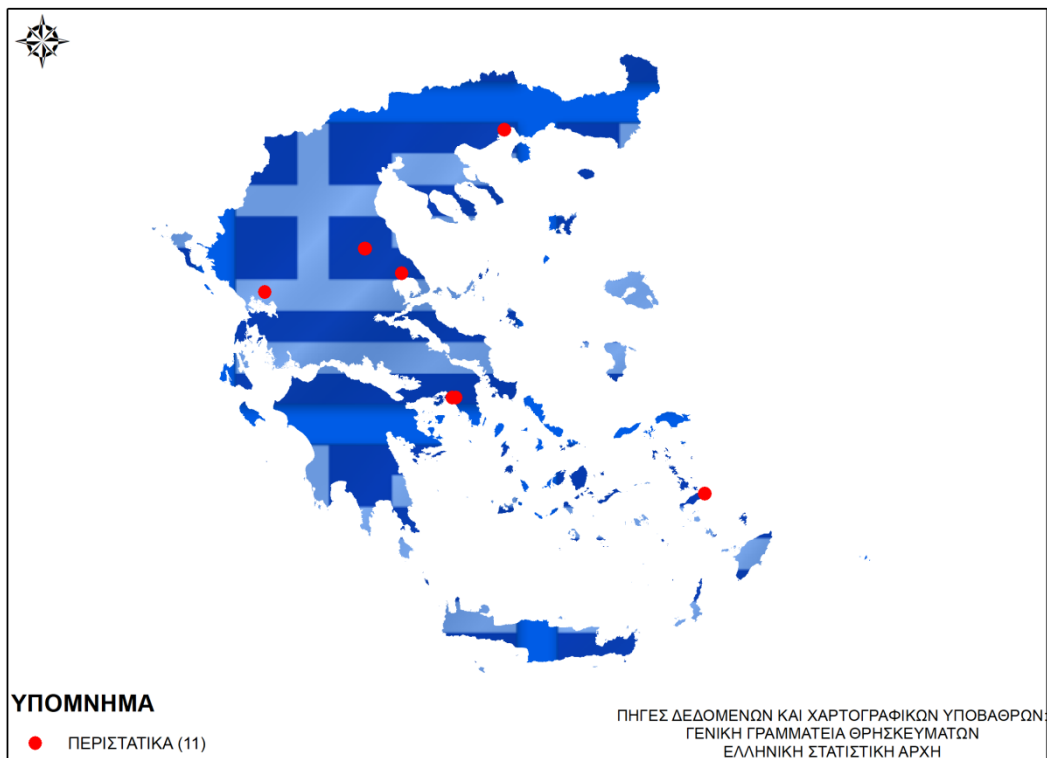 ΥΠΟΜΝΗΜΑ
ΠΕΡΙΣΤΑΤΙΚΑ (11)
ΠΗΓΕΣ ΔΕΔΟΜΕΝΩΝ ΚΑΙ ΧΑΡΤΟΓΡΑΦΙΚΩΝ ΥΠΟΒΑΘΡΩΝ:
ΓΕΝΙΚΗ ΓΡΑΜΜΑΤΕΙΑ ΘΡΗΣΚΕΥΜΑΤΩΝ
ΕΛΛΗΝΙΚΗ ΣΤΑΤΙΣΤΙΚΗ ΑΡΧΗ